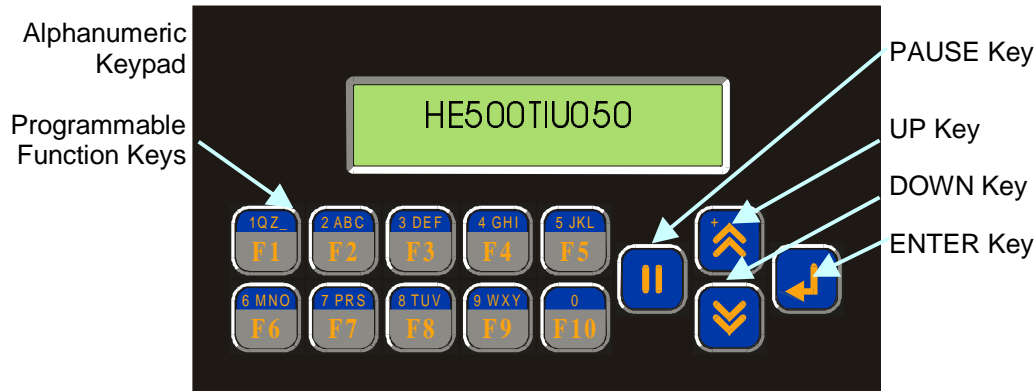 Alphanumeric
Keypad
Programmable
Function Keys
HE500TIU050
PAUSE Key
UP Key
DOWN Key
ENTER Key
1QZ_ 2 ABC 3 DEF 4 GHI 5 JKL
F1 F2 F3 F4 F5
+
6 MNO 7 PRS 8 TUV 9 WXY 0
F6 F7 F8 F9 F10